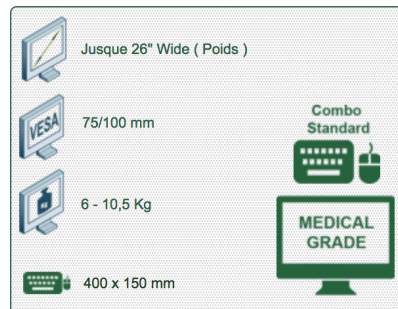 Jusque 26" Wide ( Poids )
VESA
75/100 mm
6 - 10,5 Kg
400 x 150 mm
Combo
Standard
MEDICAL
GRADE